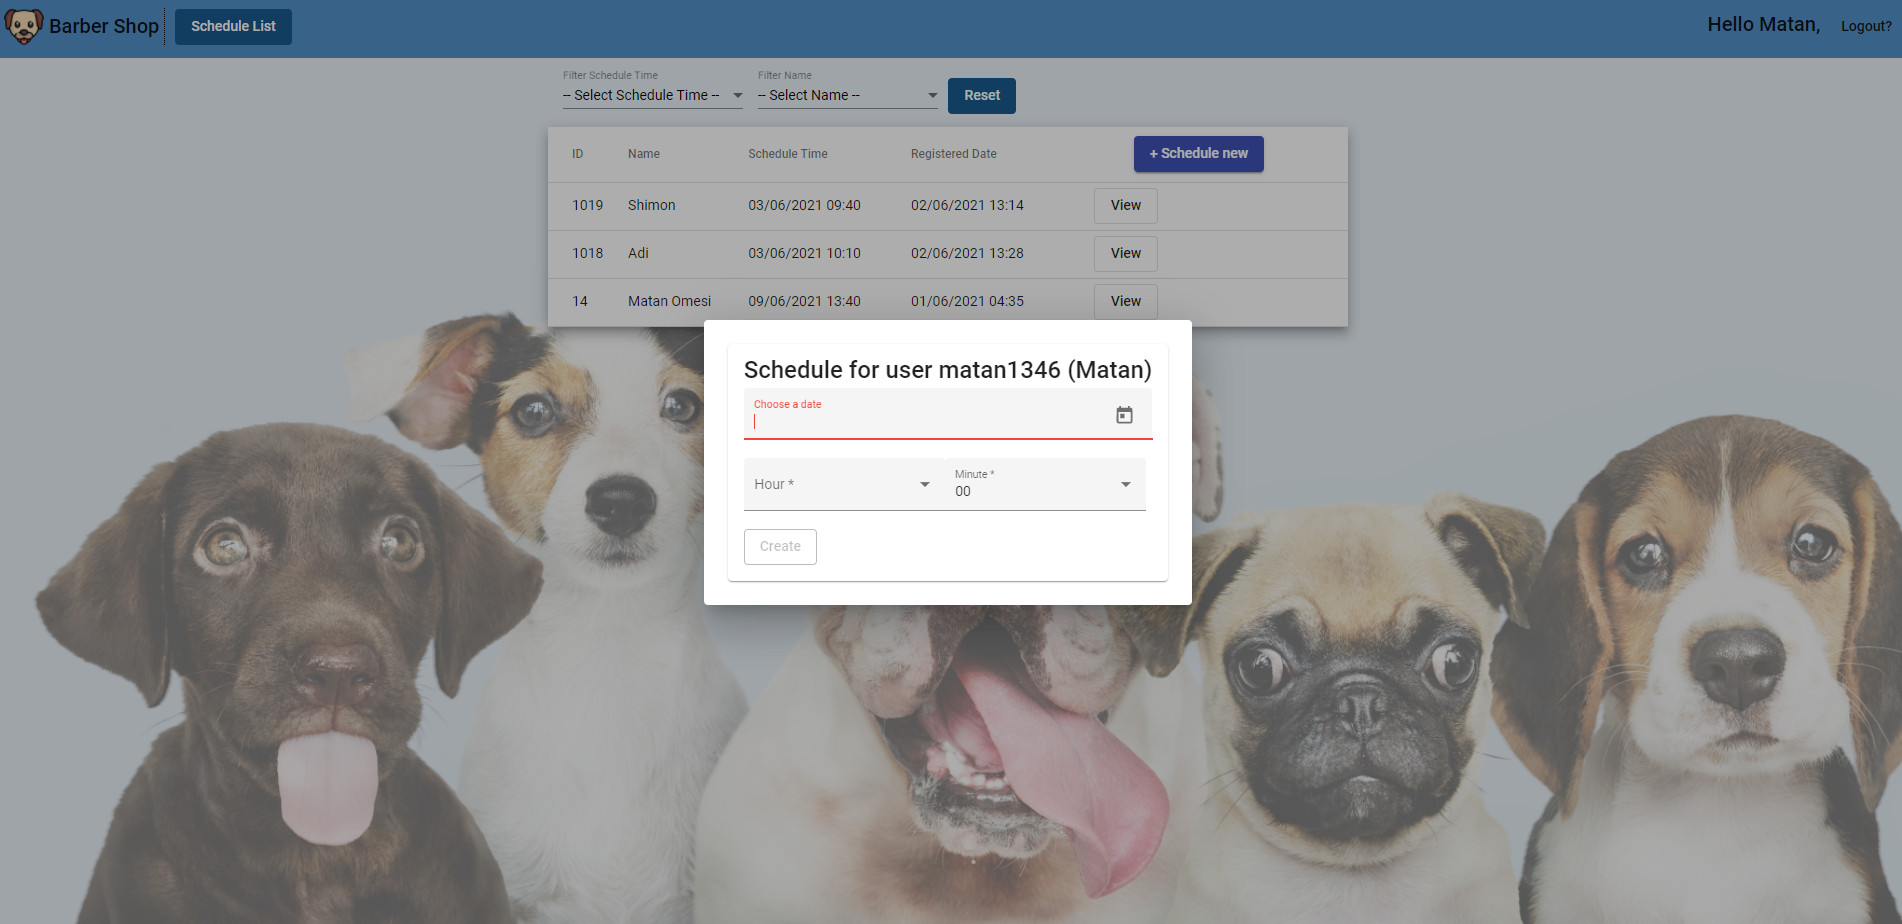 Barber Shop
Schedule List
Hello Matan,
Logout?
Filter Schedule Time
-- Select Schedule Time --
Filter Name
-- Select Name --
Reset
ID Name Schedule Time Registered Date + Schedule new
1019 Shimon 03/06/2021 09:40 02/06/2021 13:14 View
1018 Adi 03/06/2021 10:10 02/06/2021 13:28 View
14 Matan Omesi 09/06/2021 13:40 01/06/2021 04:35 View
Schedule for user matan1346 (Matan)
Choose a date
Hour *
Minute *
00
Create